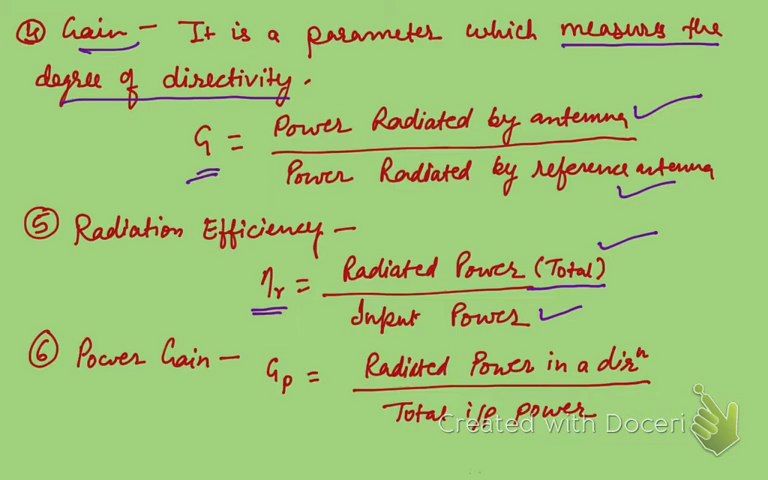 ④ Gain - It is a parameter which measures the
degree of directivity.
G = Power Radiated by antenna / Power Radiated by reference antenna
⑤ Radiation Efficiency -
ηr = Radiated Power (Total) / Input Power
⑥ Power Gain - Gp = Radiated Power in a dirⁿ / Total i/p power
Created with Doceri